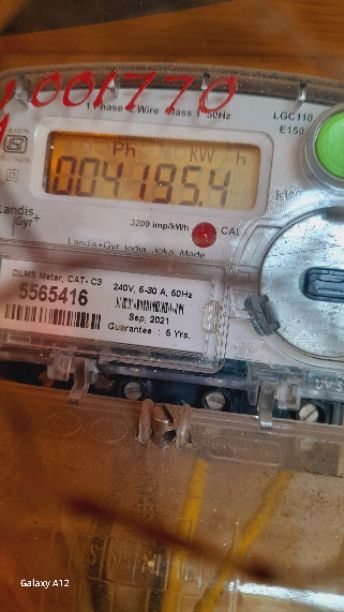 001770
1 Phase 2 Wire Class 1 50Hz
LGC110
E150
Ph kW h
004195.4
Landis+
Gyr
3200 imp/kWh
CAL
Landis+Gyr, India, Joka, Made
DLMS Meter, CAT- C3
5565416
240V, 5-30 A, 50Hz
Sep, 2021
Guarantee : 5 Yrs.
Galaxy A12